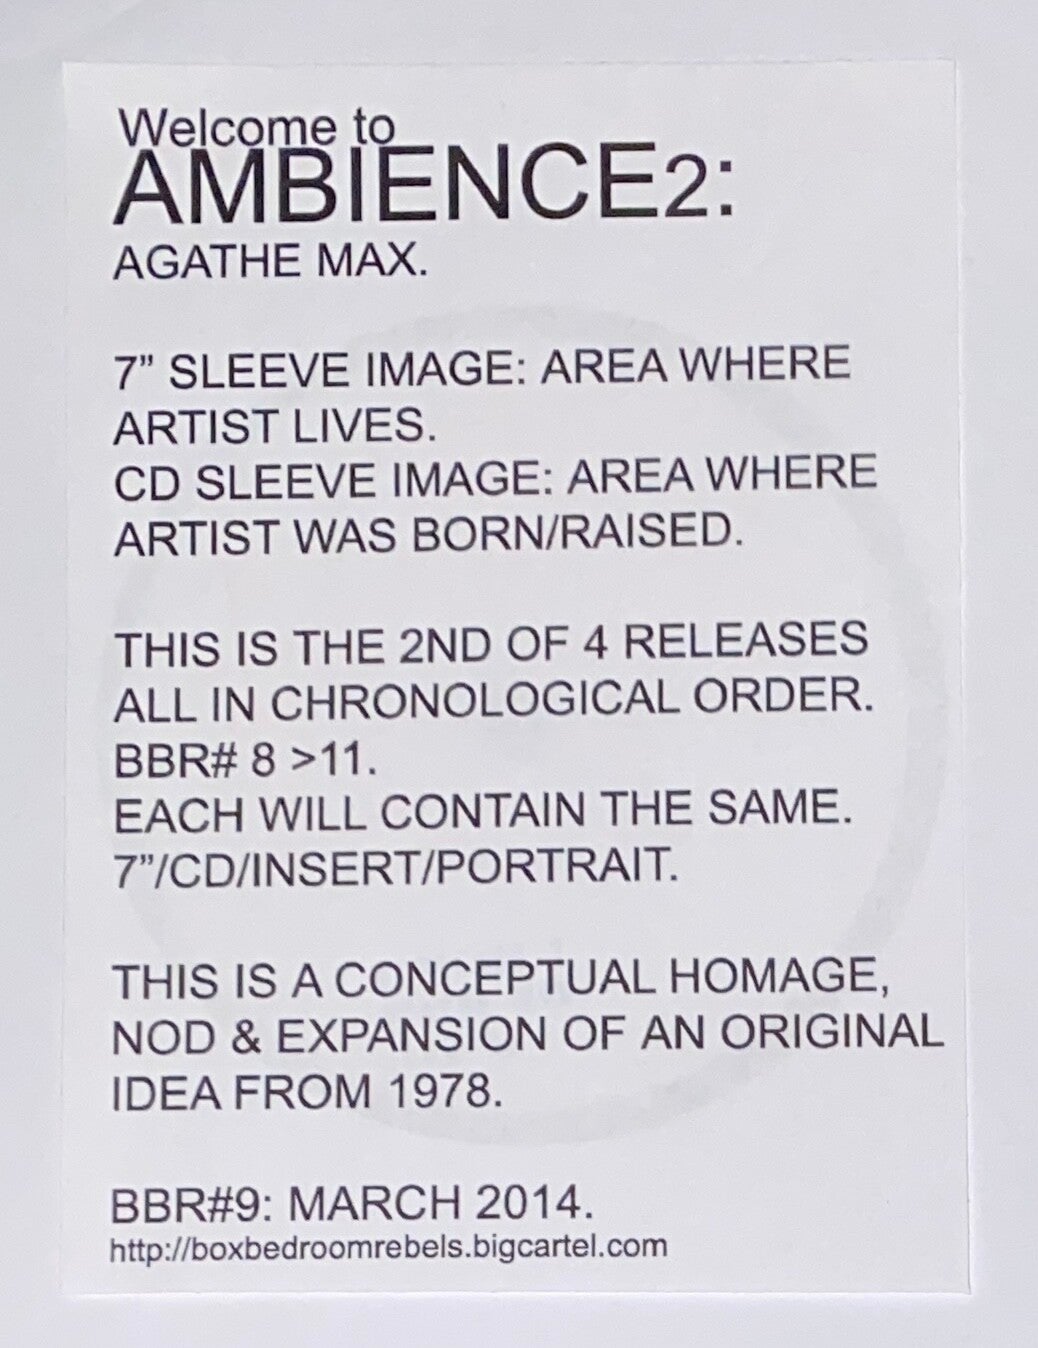 Welcome to
AMBIENCE2:
AGATHE MAX.
7” SLEEVE IMAGE: AREA WHERE
ARTIST LIVES.
CD SLEEVE IMAGE: AREA WHERE
ARTIST WAS BORN/RAISED.
THIS IS THE 2ND OF 4 RELEASES
ALL IN CHRONOLOGICAL ORDER.
BBR# 8 >11.
EACH WILL CONTAIN THE SAME.
7”/CD/INSERT/PORTRAIT.
THIS IS A CONCEPTUAL HOMAGE,
NOD & EXPANSION OF AN ORIGINAL
IDEA FROM 1978.
BBR#9: MARCH 2014.
http://boxbedroomrebels.bigcartel.com